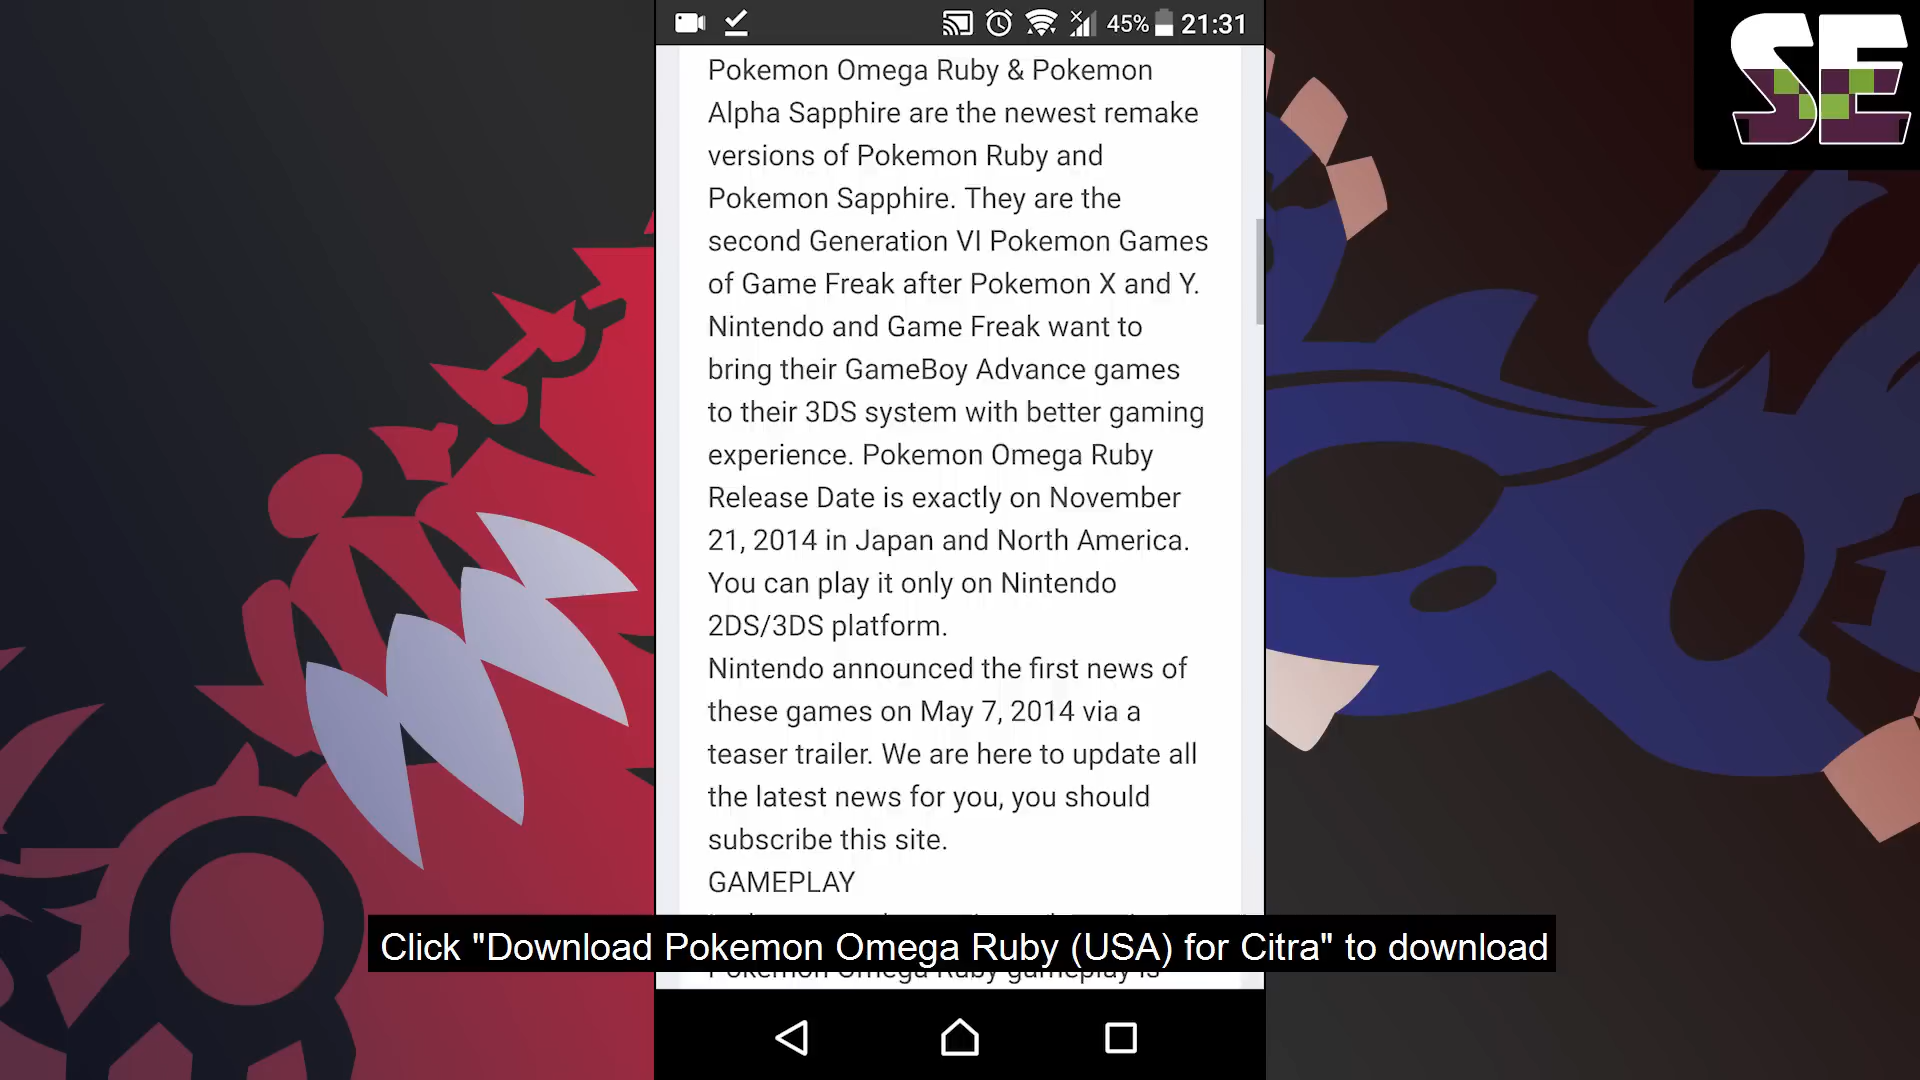 45% 21:31
SE
Pokemon Omega Ruby & Pokemon
Alpha Sapphire are the newest remake
versions of Pokemon Ruby and
Pokemon Sapphire. They are the
second Generation VI Pokemon Games
of Game Freak after Pokemon X and Y.
Nintendo and Game Freak want to
bring their GameBoy Advance games
to their 3DS system with better gaming
experience. Pokemon Omega Ruby
Release Date is exactly on November
21, 2014 in Japan and North America.
You can play it only on Nintendo
2DS/3DS platform.
Nintendo announced the first news of
these games on May 7, 2014 via a
teaser trailer. We are here to update all
the latest news for you, you should
subscribe this site.
GAMEPLAY
Click "Download Pokemon Omega Ruby (USA) for Citra" to download
Pokemon Omega Ruby gameplay is